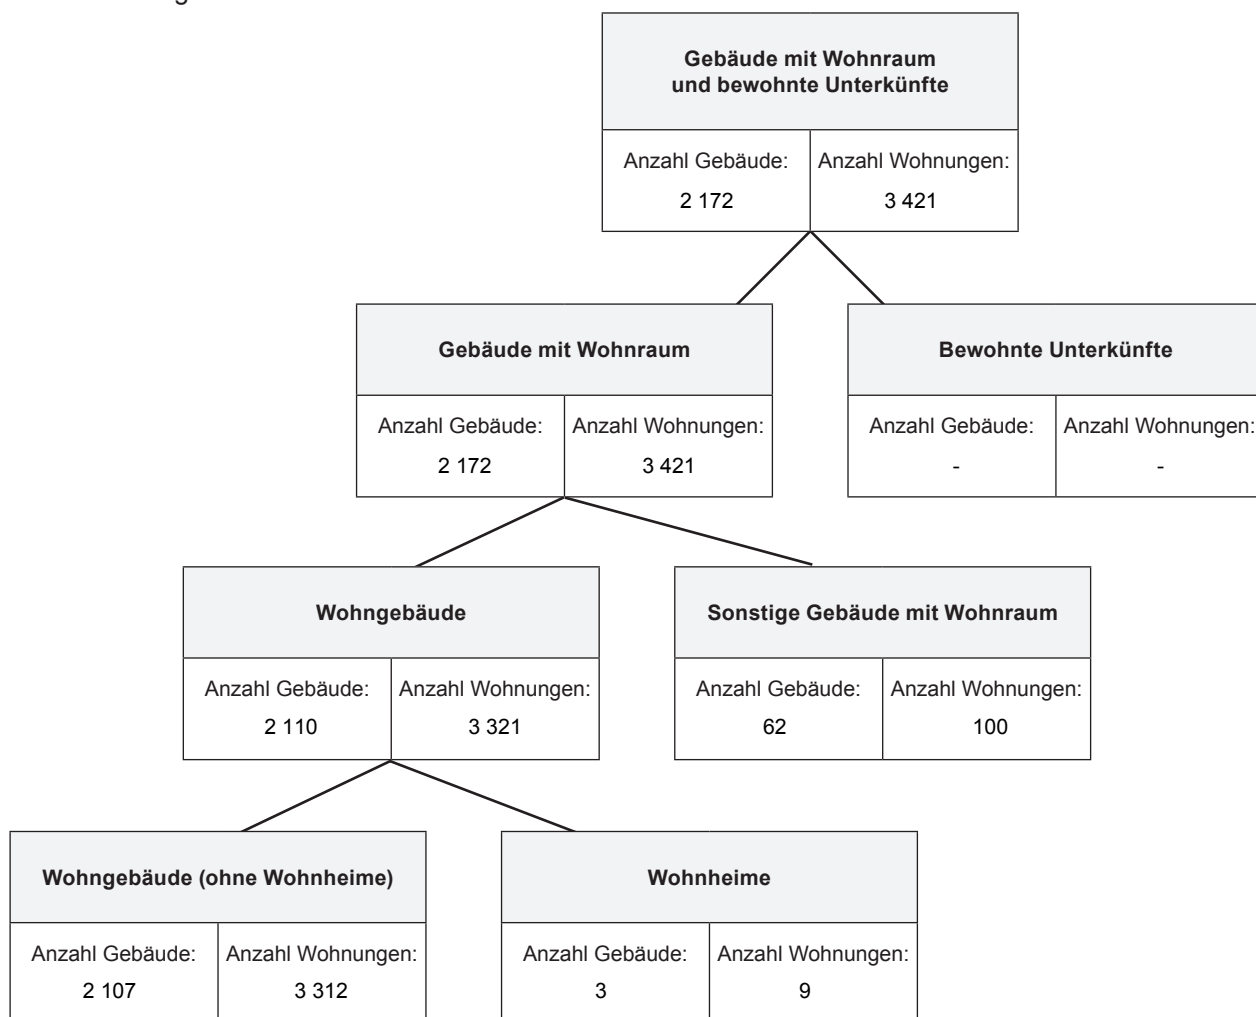 Gebäude mit Wohnraum
und bewohnte Unterkünfte
Anzahl Gebäude: Anzahl Wohnungen:
2 172 3 421
Gebäude mit Wohnraum
Anzahl Gebäude: Anzahl Wohnungen:
2 172 3 421
Bewohnte Unterkünfte
Anzahl Gebäude: Anzahl Wohnungen:
- -
Wohngebäude
Anzahl Gebäude: Anzahl Wohnungen:
2 110 3 321
Sonstige Gebäude mit Wohnraum
Anzahl Gebäude: Anzahl Wohnungen:
62 100
Wohngebäude (ohne Wohnheime)
Anzahl Gebäude: Anzahl Wohnungen:
2 107 3 312
Wohnheime
Anzahl Gebäude: Anzahl Wohnungen:
3 9